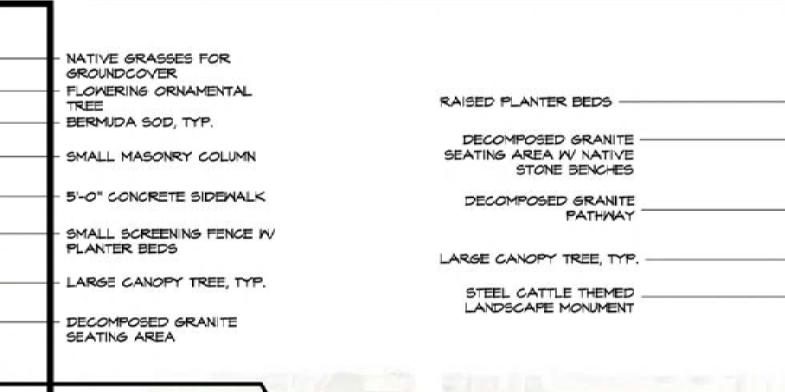 NATIVE GRASSES FOR
GROUNDCOVER
FLOWERING ORNAMENTAL
TREE
BERMUDA SOD, TYP.
SMALL MASONRY COLUMN
5'-0" CONCRETE SIDEWALK
SMALL SCREENING FENCE W/
PLANTER BEDS
LARGE CANOPY TREE, TYP.
DECOMPOSED GRANITE
SEATING AREA
RAISED PLANTER BEDS
DECOMPOSED GRANITE
SEATING AREA W/ NATIVE
STONE BENCHES
DECOMPOSED GRANITE
PATHWAY
LARGE CANOPY TREE, TYP.
STEEL CATTLE THEMED
LANDSCAPE MONUMENT